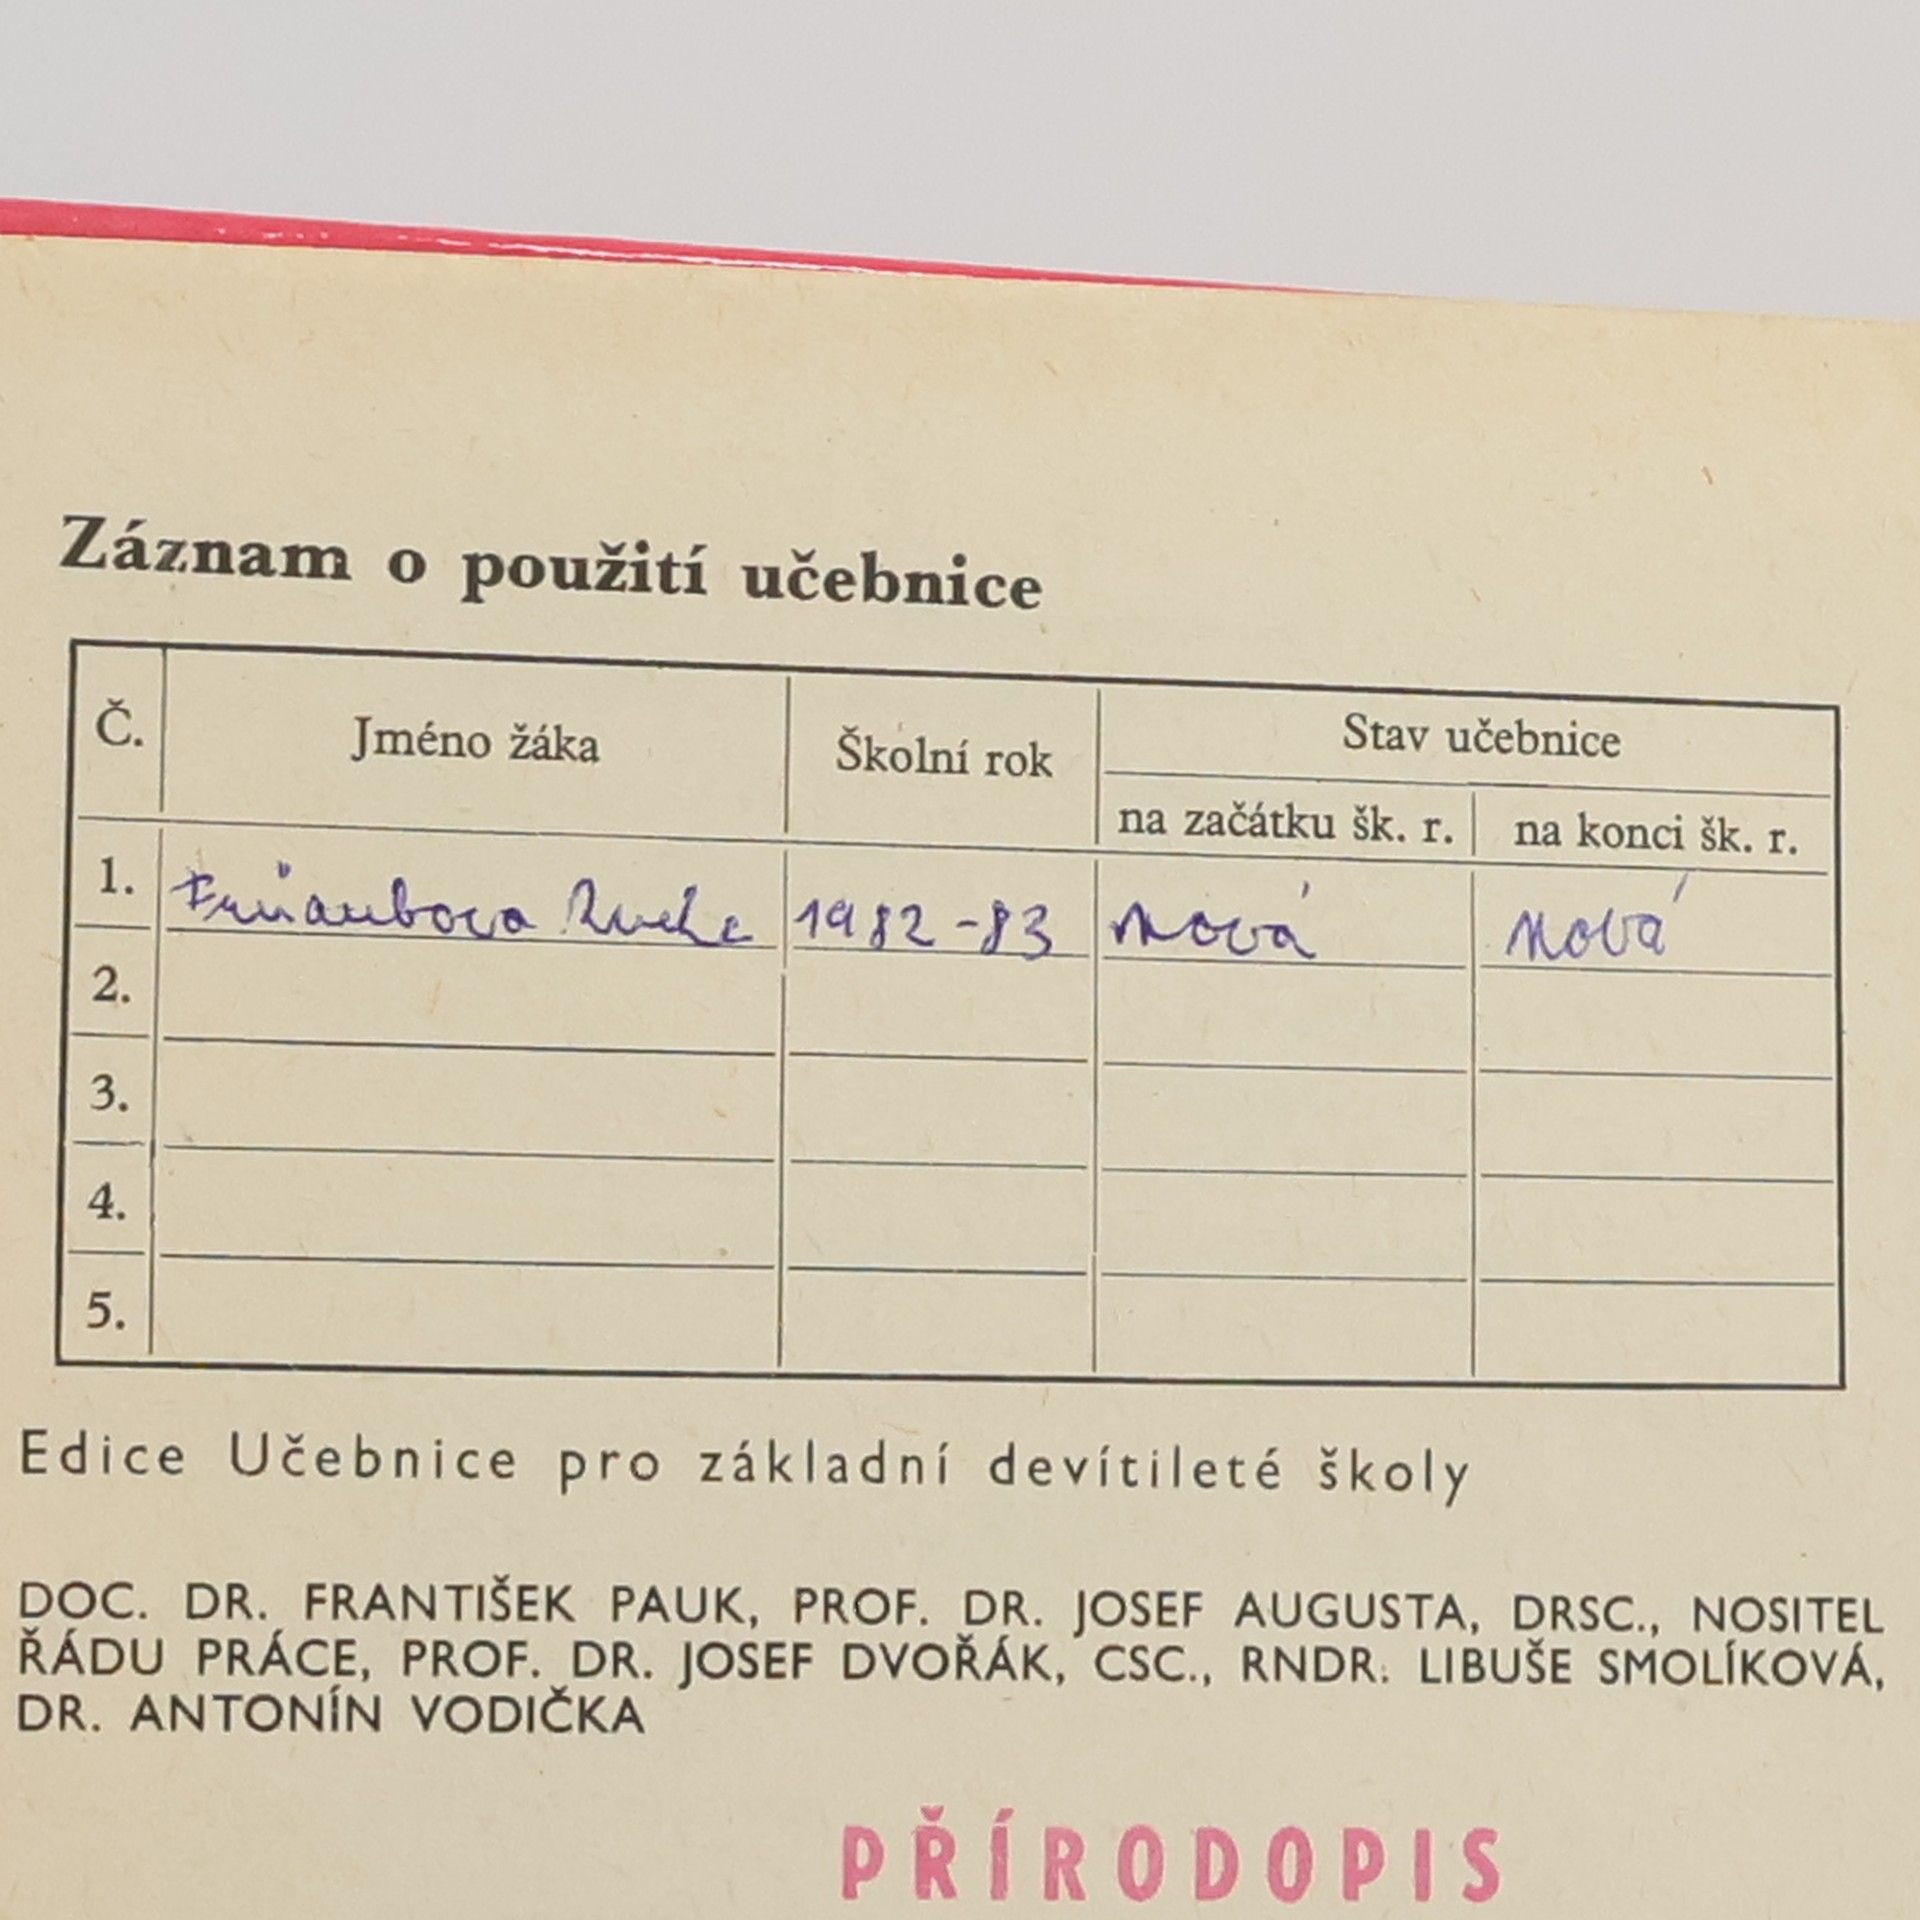 Záznam o použití učebnice
Č. Jméno žáka Školní rok Stav učebnice
na začátku šk. r. na konci šk. r.
1. 1982-83 nová nová
2.
3.
4.
5.
Edice Učebnice pro základní devítileté školy
DOC. DR. FRANTIŠEK PAUK, PROF. DR. JOSEF AUGUSTA, DRSC., NOSITEL
ŘÁDU PRÁCE, PROF. DR. JOSEF DVOŘÁK, CSC., RNDR. LIBUŠE SMOLÍKOVÁ,
DR. ANTONÍN VODIČKA
PŘÍRODOPIS